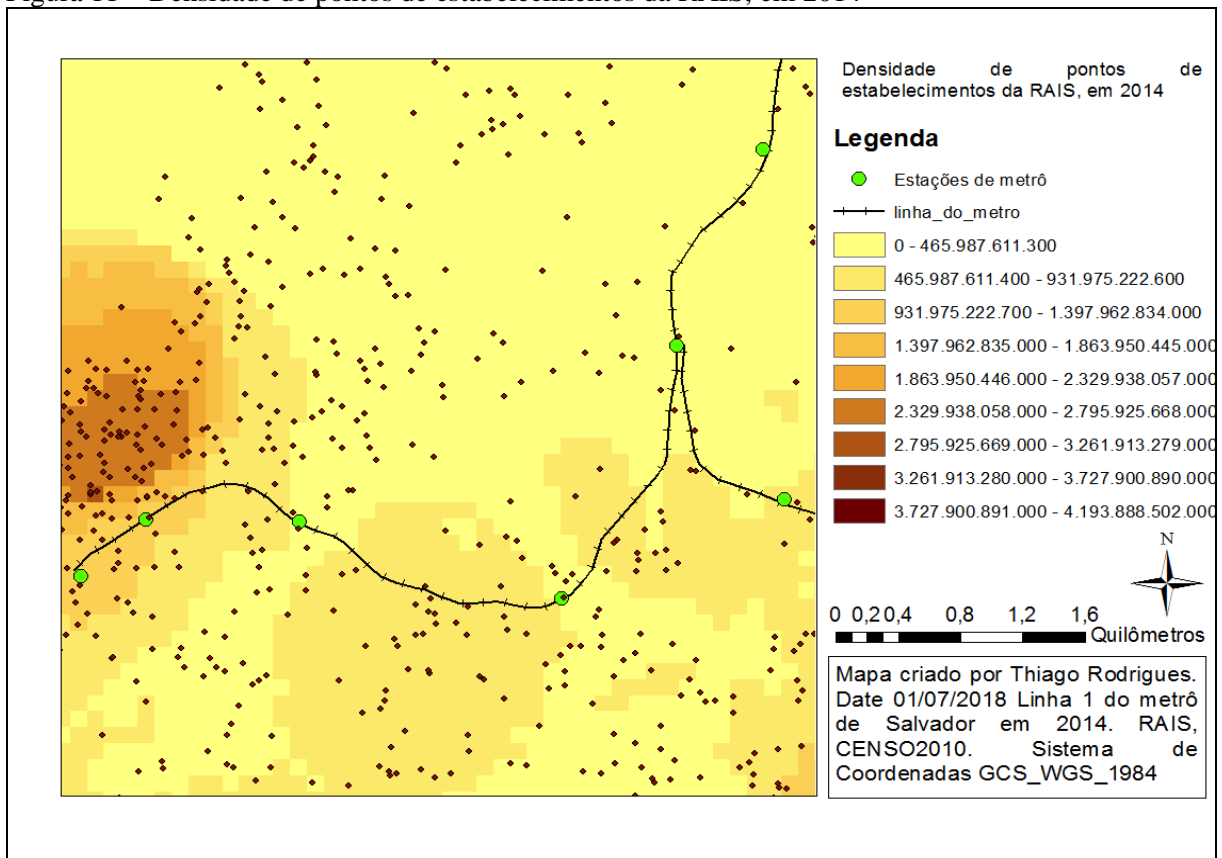 Figura 11 – Densidade de pontos de estabelecimentos da RAIS, em 2014
Densidade de pontos de
estabelecimentos da RAIS, em 2014
Legenda
Estações de metrô
linha_do_metro
0 - 465.987.611.300
465.987.611.400 - 931.975.222.600
931.975.222.700 - 1.397.962.834.000
1.397.962.835.000 - 1.863.950.445.000
1.863.950.446.000 - 2.329.938.057.000
2.329.938.058.000 - 2.795.925.668.000
2.795.925.669.000 - 3.261.913.279.000
3.261.913.280.000 - 3.727.900.890.000
3.727.900.891.000 - 4.193.888.502.000
N
0 0,2 0,4 0,8 1,2 1,6
Quilômetros
Mapa criado por Thiago Rodrigues.
Date 01/07/2018 Linha 1 do metrô
de Salvador em 2014. RAIS,
CENSO2010. Sistema de
Coordenadas GCS_WGS_1984